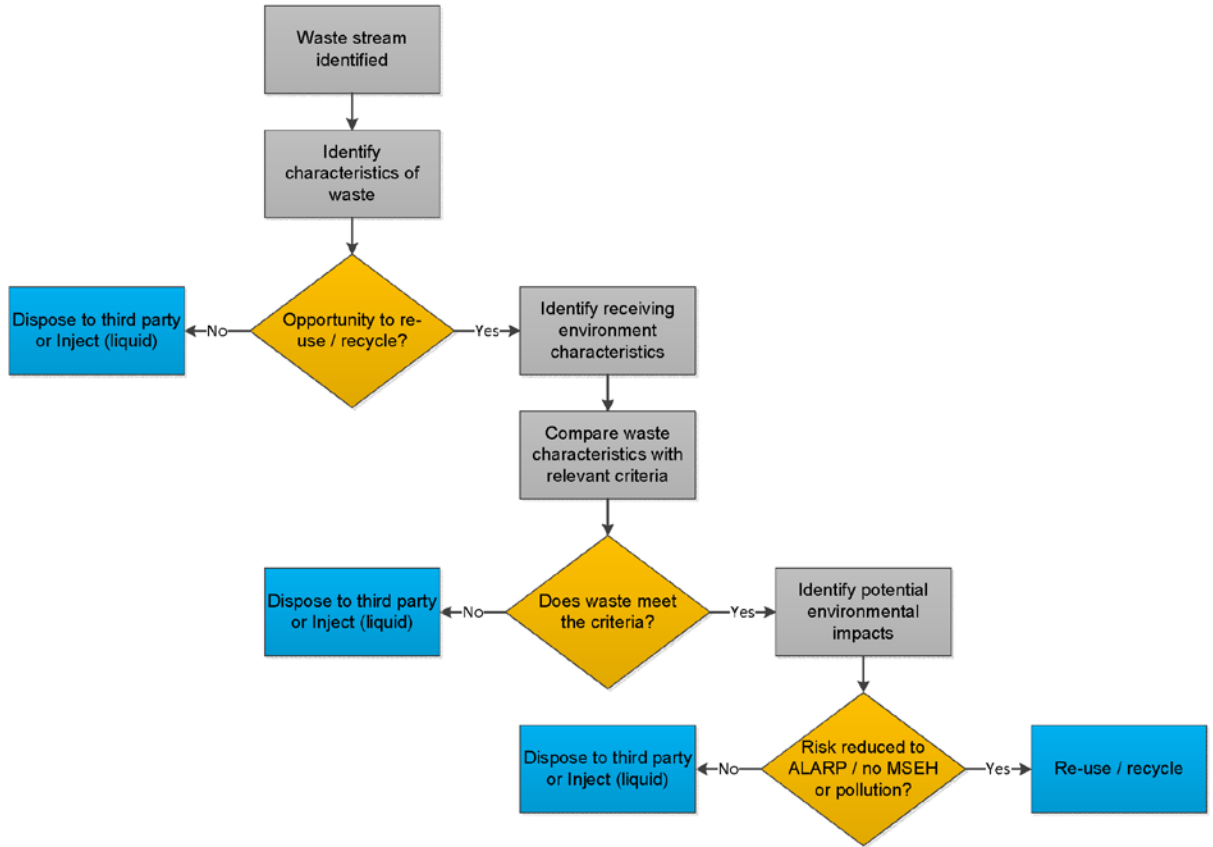 Waste stream
identified
Identify
characteristics of
waste
Opportunity to re-
use / recycle?
No
Dispose to third party
or Inject (liquid)
Yes
Identify receiving
environment
characteristics
Compare waste
characteristics with
relevant criteria
Does waste meet
the criteria?
No
Dispose to third party
or Inject (liquid)
Yes
Identify potential
environmental
impacts
Risk reduced to
ALARP / no MSEH
or pollution?
No
Dispose to third party
or Inject (liquid)
Yes
Re-use / recycle